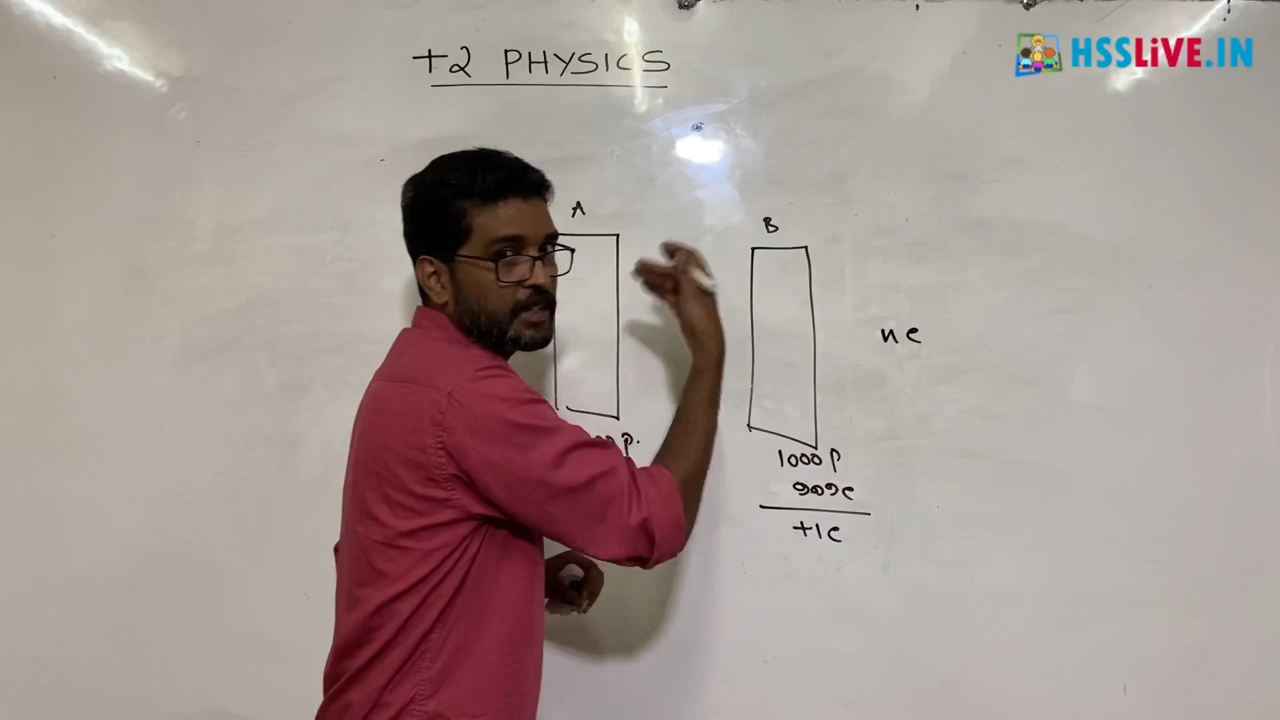 HSSLiVE.IN
+2 PHYSICS
A
B
ne
P.
1000 P
999e
+1e